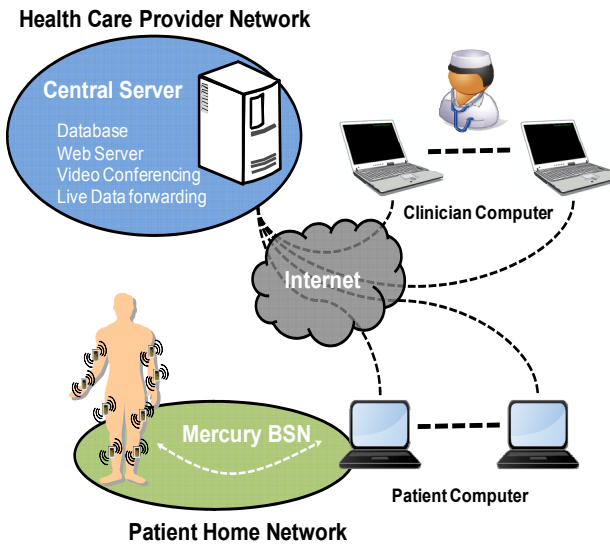 Health Care Provider Network
Central Server
Database
Web Server
Video Conferencing
Live Data forwarding
Clinician Computer
Internet
Mercury BSN
Patient Computer
Patient Home Network